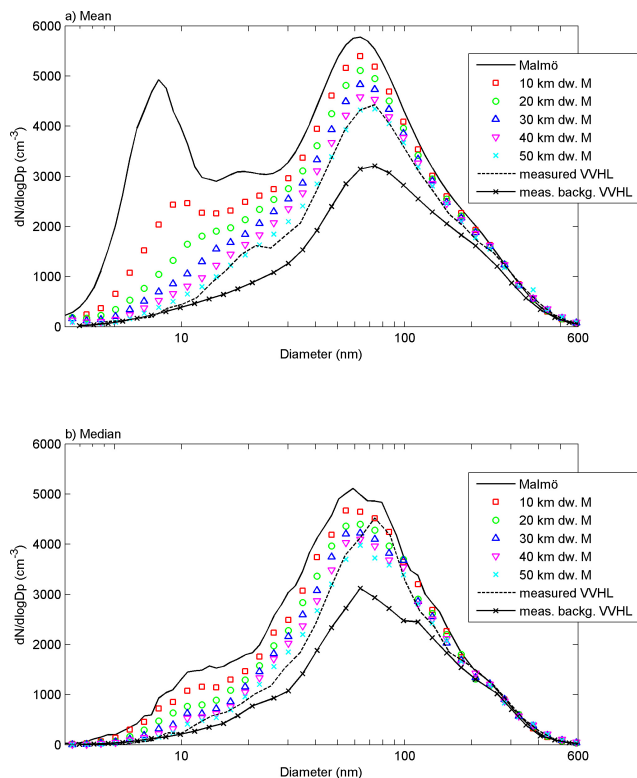 a) Mean
6000
5000
4000
3000
2000
1000
0
dN/dlogDp (cm-3)
10
100
600
Diameter (nm)
Malmö
10 km dw. M
20 km dw. M
30 km dw. M
40 km dw. M
50 km dw. M
measured VVHL
meas. backg. VVHL
b) Median
6000
5000
4000
3000
2000
1000
0
dN/dlogDp (cm-3)
10
100
600
Diameter (nm)
Malmö
10 km dw. M
20 km dw. M
30 km dw. M
40 km dw. M
50 km dw. M
measured VVHL
meas. backg. VVHL